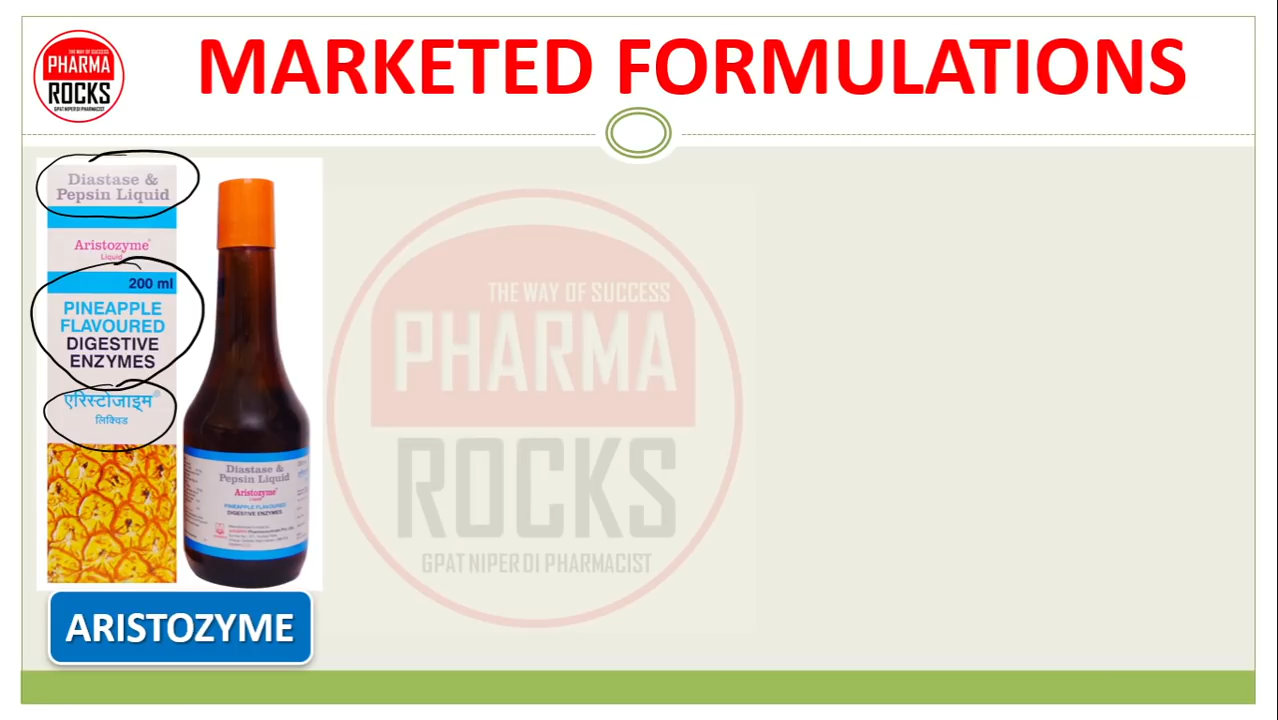 THE WAY OF SUCCESS
PHARMA
ROCKS
GPAT NIPER DI PHARMACIST
MARKETED FORMULATIONS
Diastase &
Pepsin Liquid
Aristozyme®
Liquid
200 ml
PINEAPPLE
FLAVOURED
DIGESTIVE
ENZYMES
एरिस्टोजाइम®
लिक्विड
Diastase &
Pepsin Liquid
Aristozyme®
Liquid
PINEAPPLE FLAVOURED
DIGESTIVE ENZYMES
ARISTOZYME
THE WAY OF SUCCESS
PHARMA
ROCKS
GPAT NIPER DI PHARMACIST